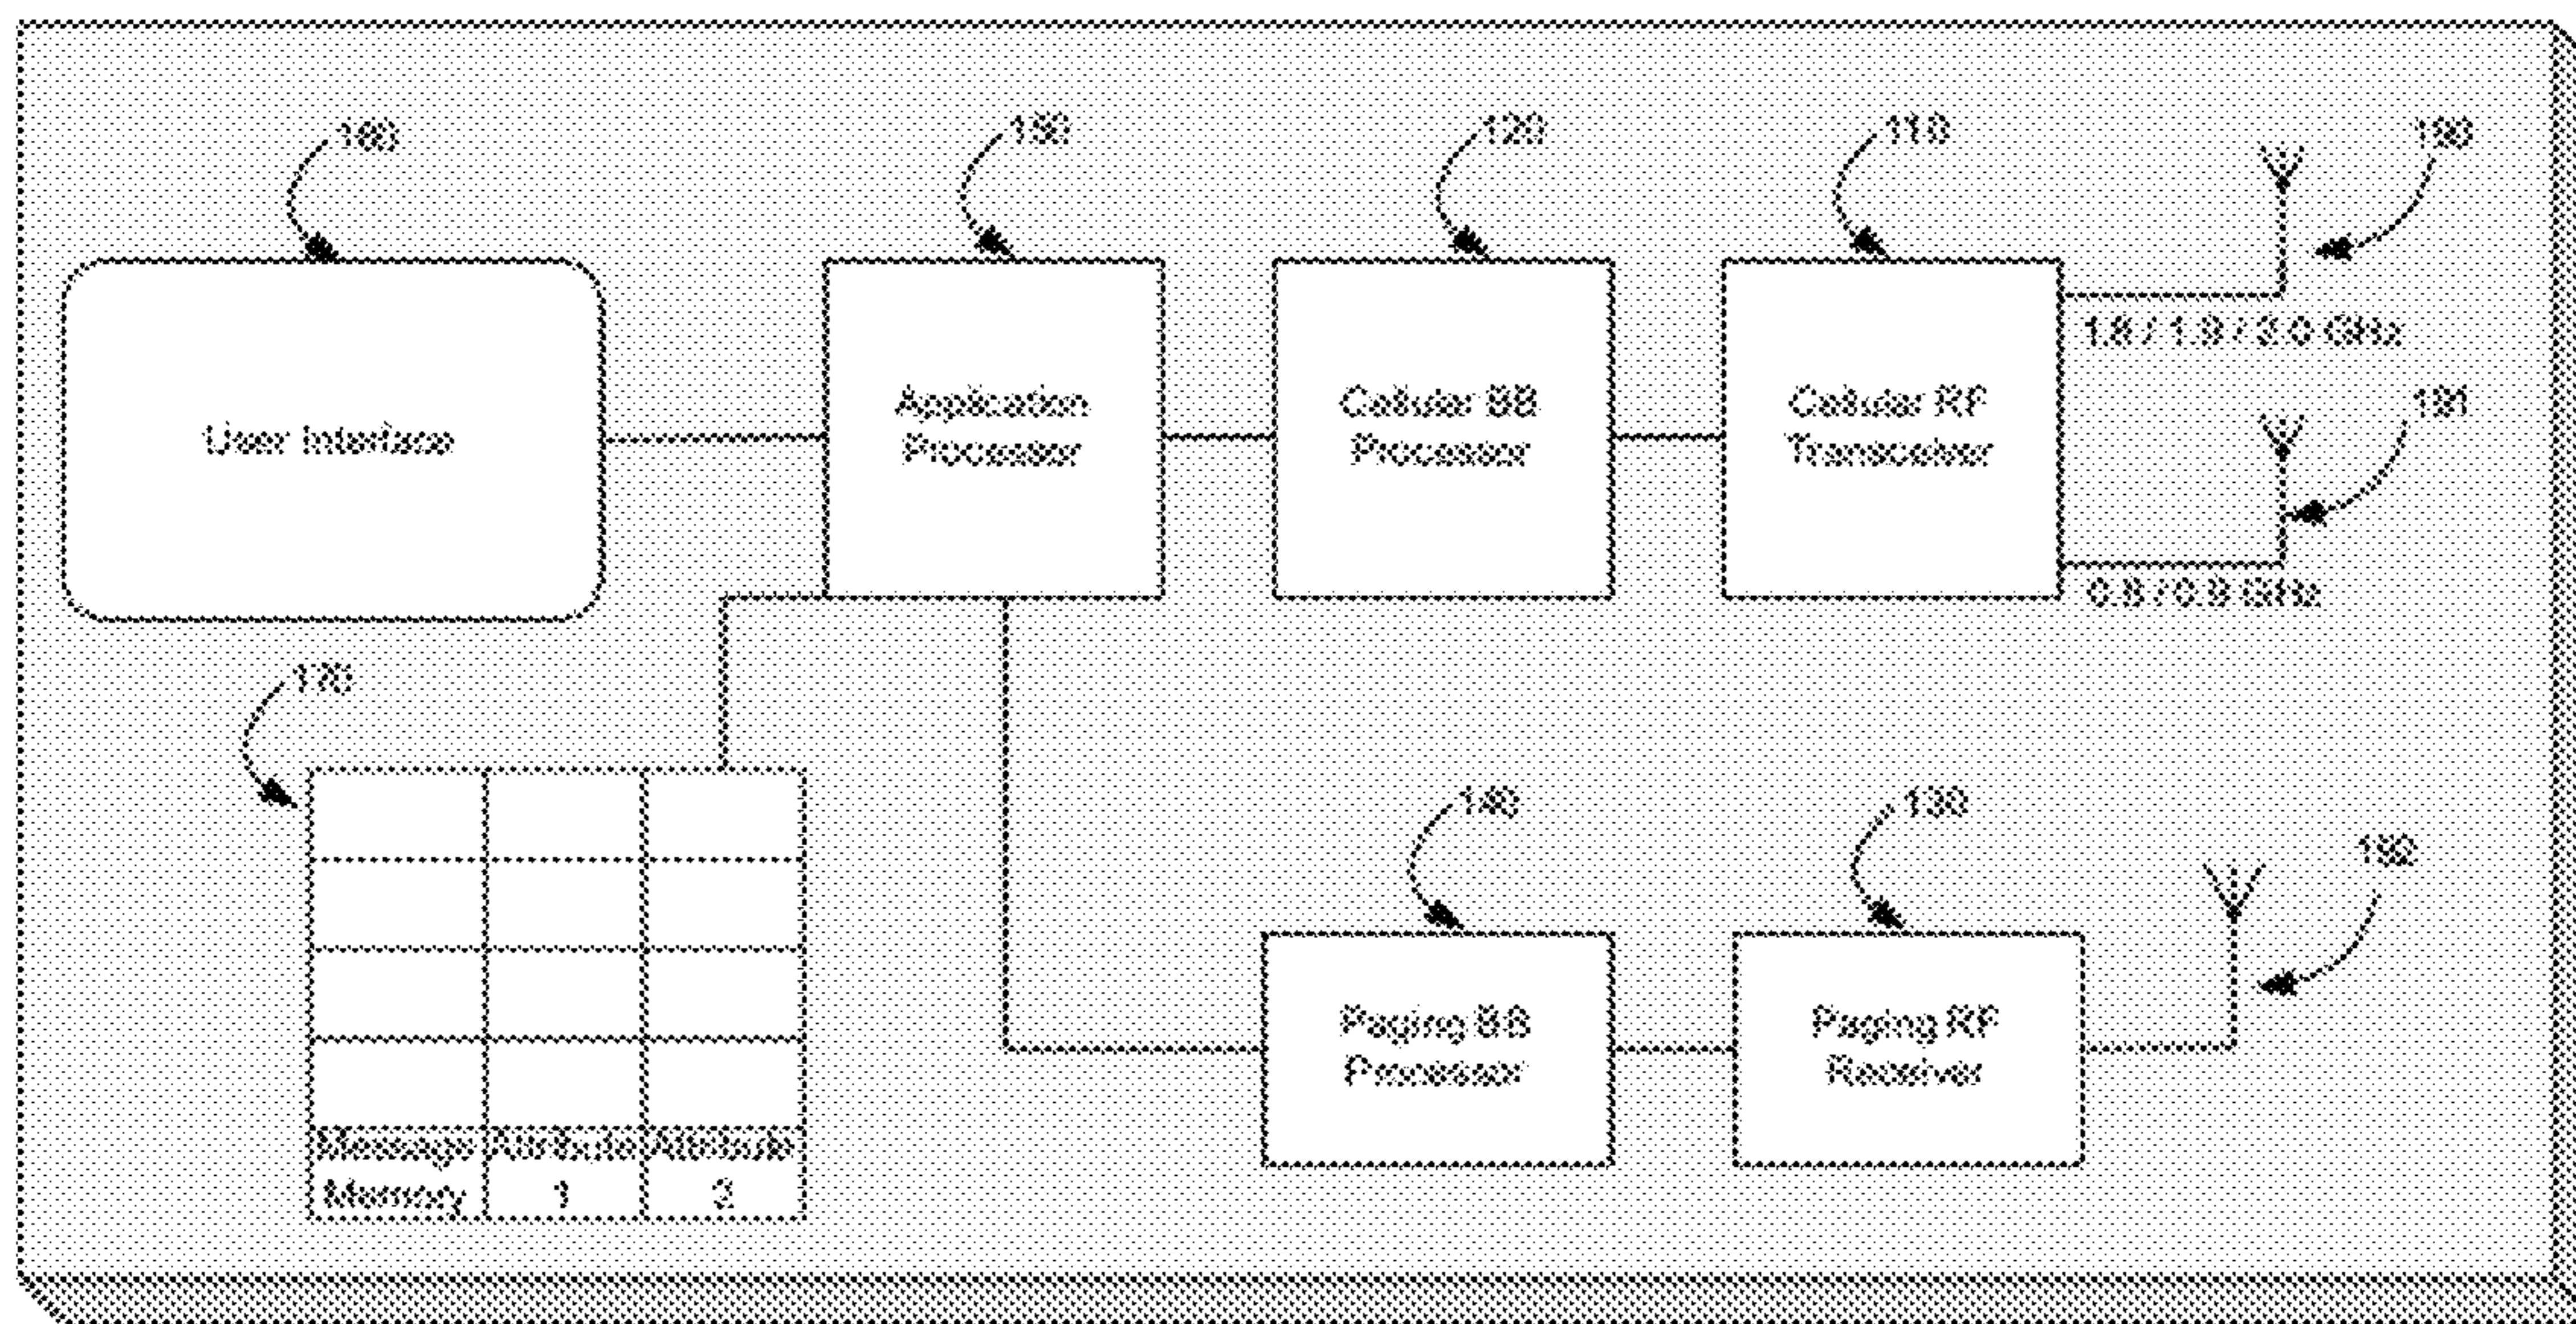 160
150
120
110
190
1.8 / 1.9 / 2.0 GHz
User Interface
Application
Processor
Cellular BB
Processor
Cellular RF
Transceiver
191
0.8 / 0.9 GHz
170
140
130
192
Paging BB
Processor
Paging RF
Receiver
Message Attribute Attribute
Memory 1 2